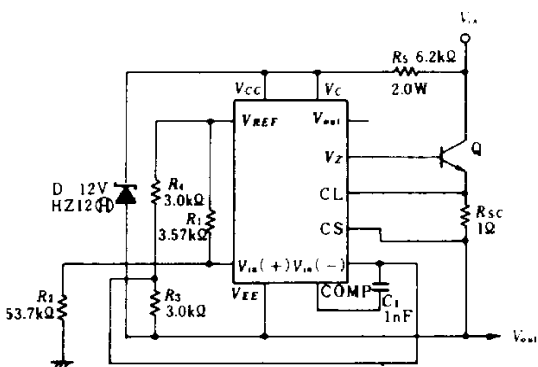 Vin
R5 6.2kΩ
2.0W
VCC
VC
VREF
Vout
VZ
Q
CL
CS
RSC
1Ω
D 12V
HZ12(H)
R4
3.0kΩ
R1
3.57kΩ
Vin(+) Vin(-)
VEE
COMP
C1
1nF
R2
53.7kΩ
R3
3.0kΩ
Vout